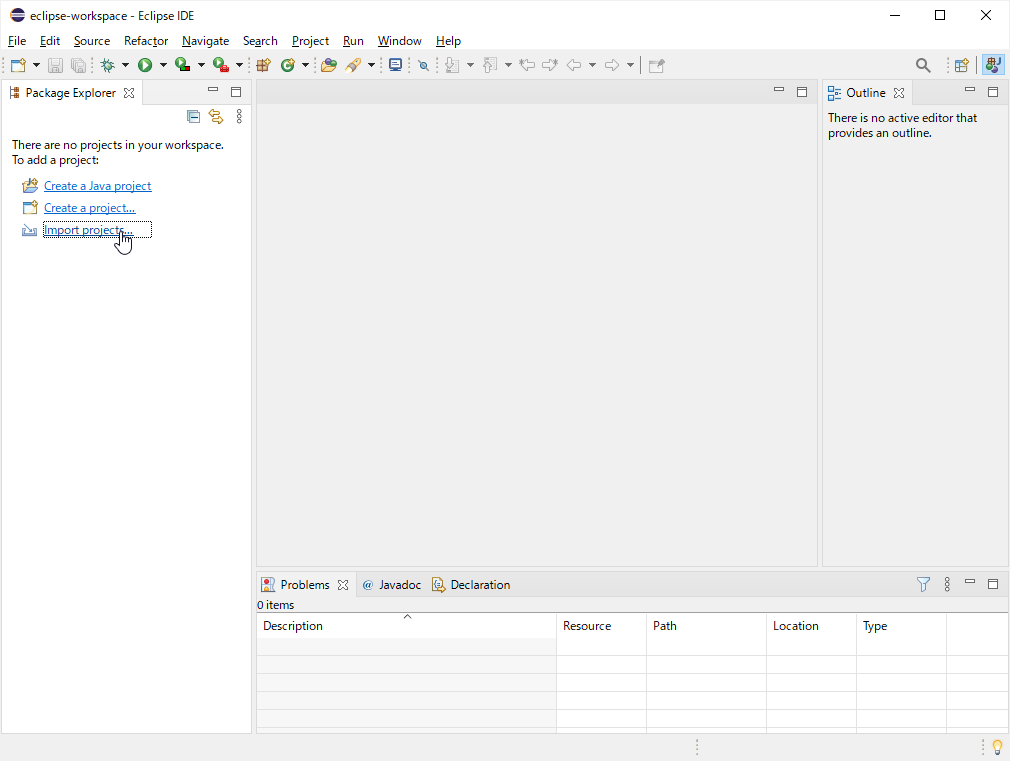 eclipse-workspace - Eclipse IDE
File Edit Source Refactor Navigate Search Project Run Window Help
Package Explorer
There are no projects in your workspace.
To add a project:
Create a Java project
Create a project...
Import projects...
Outline
There is no active editor that
provides an outline.
Problems @ Javadoc Declaration
0 items
Description Resource Path Location Type